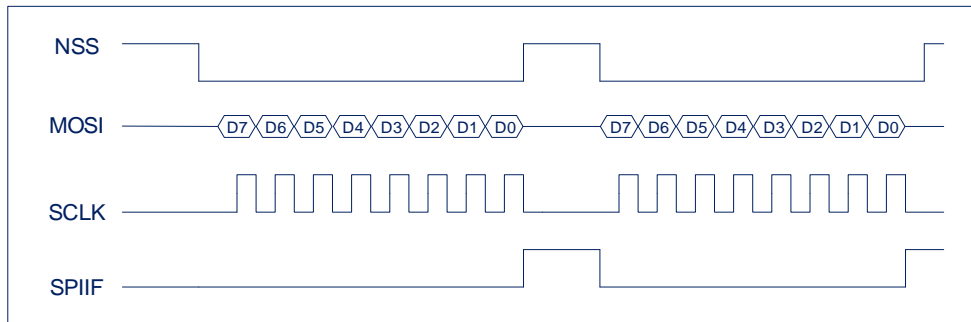 NSS
MOSI D7 D6 D5 D4 D3 D2 D1 D0 D7 D6 D5 D4 D3 D2 D1 D0
SCLK
SPIIF